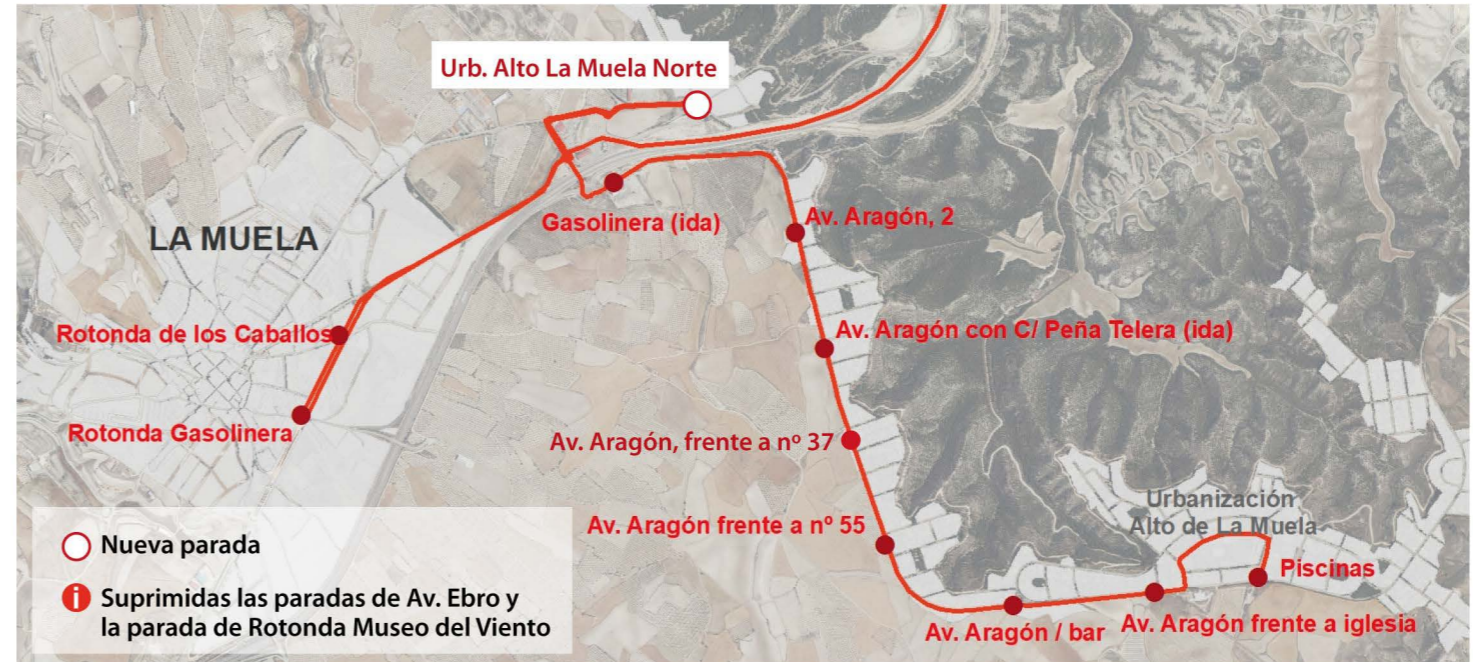 Urb. Alto La Muela Norte
Gasolinera (ida)
Av. Aragón, 2
LA MUELA
Rotonda de los Caballos
Av. Aragón con C/ Peña Telera (ida)
Rotonda Gasolinera
Av. Aragón, frente a nº 37
Av. Aragón frente a nº 55
Urbanización
Alto de La Muela
Piscinas
Av. Aragón / bar
Av. Aragón frente a iglesia
Nueva parada
i Suprimidas las paradas de Av. Ebro y
la parada de Rotonda Museo del Viento